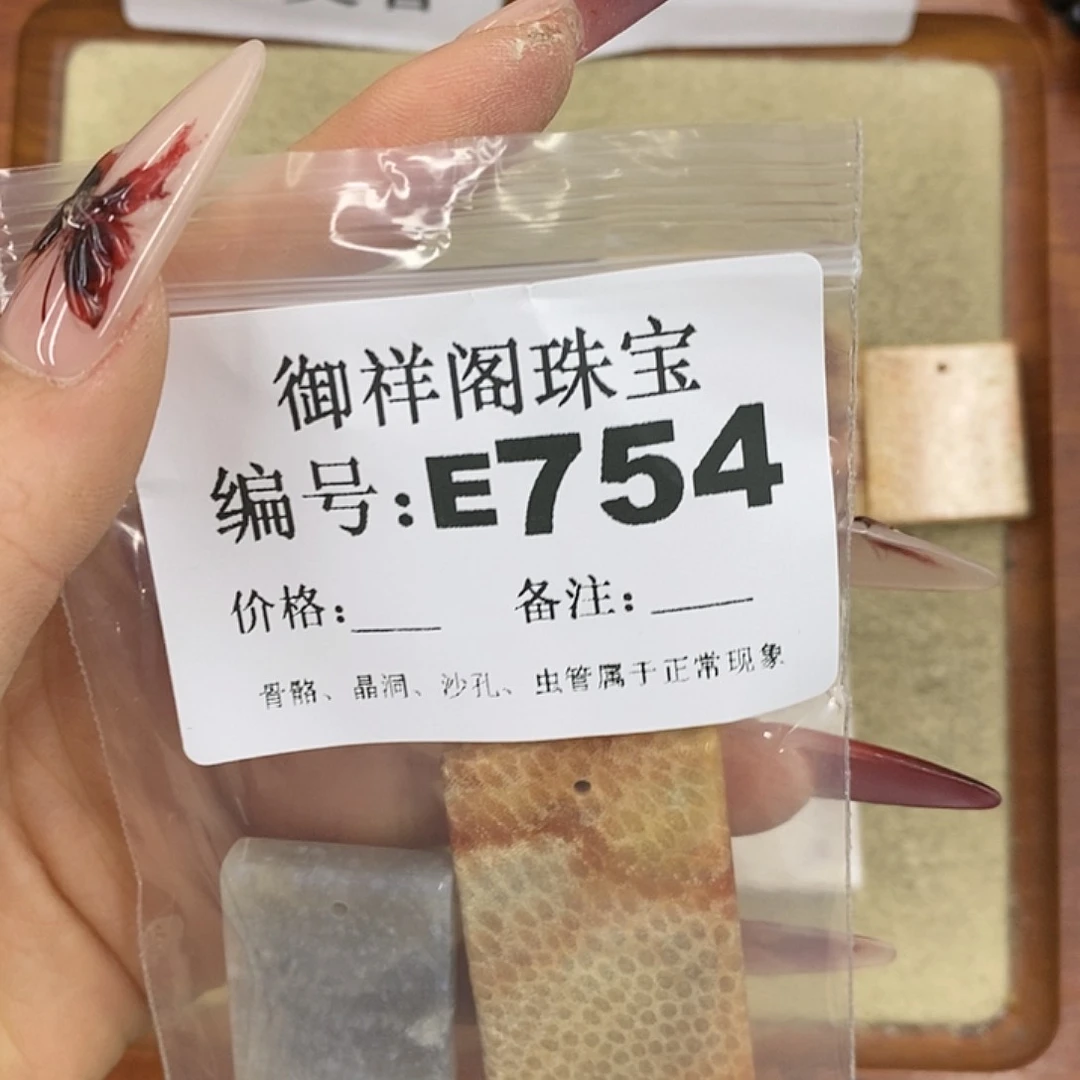 御祥阁珠宝
编号:E754
价格:___ 备注:____
骨骼、晶洞、沙孔、虫管属于正常现象